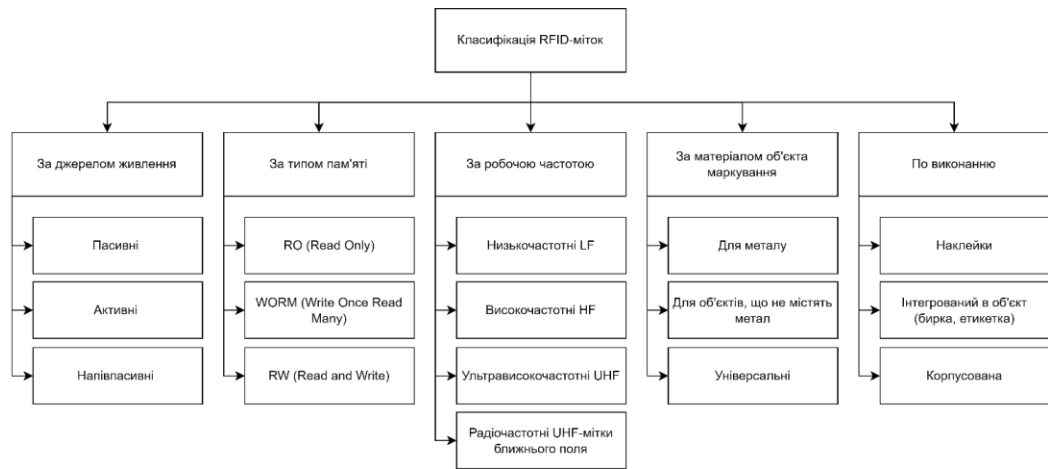 Класифікація RFID-міток
За джерелом живлення
За типом пам'яті
За робочою частотою
За матеріалом об'єкта
маркування
По виконанню
Пасивні
RO (Read Only)
Низькочастотні LF
Для металу
Наклейки
Активні
WORM (Write Once Read
Many)
Високочастотні HF
Для об'єктів, що не містять
метал
Інтегрований в об'єкт
(бирка, етикетка)
Напівпасивні
RW (Read and Write)
Ультрависокочастотні UHF
Універсальні
Корпусована
Радіочастотні UHF-мітки
ближнього поля